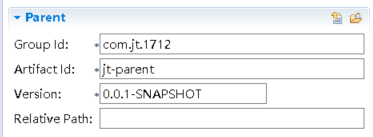 Parent
Group Id: com.jt.1712
Artifact Id: jt-parent
Version: 0.0.1-SNAPSHOT
Relative Path: